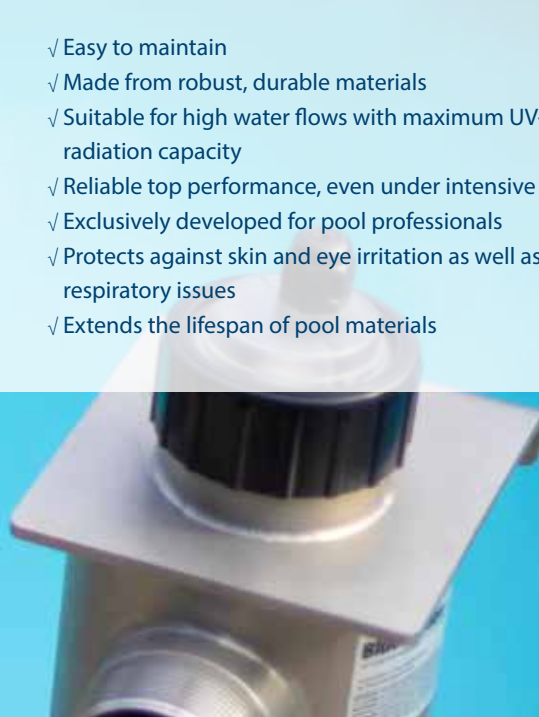 √ Easy to maintain
√ Made from robust, durable materials
√ Suitable for high water flows with maximum UV-
radiation capacity
√ Reliable top performance, even under intensive
√ Exclusively developed for pool professionals
√ Protects against skin and eye irritation as well as
respiratory issues
√ Extends the lifespan of pool materials